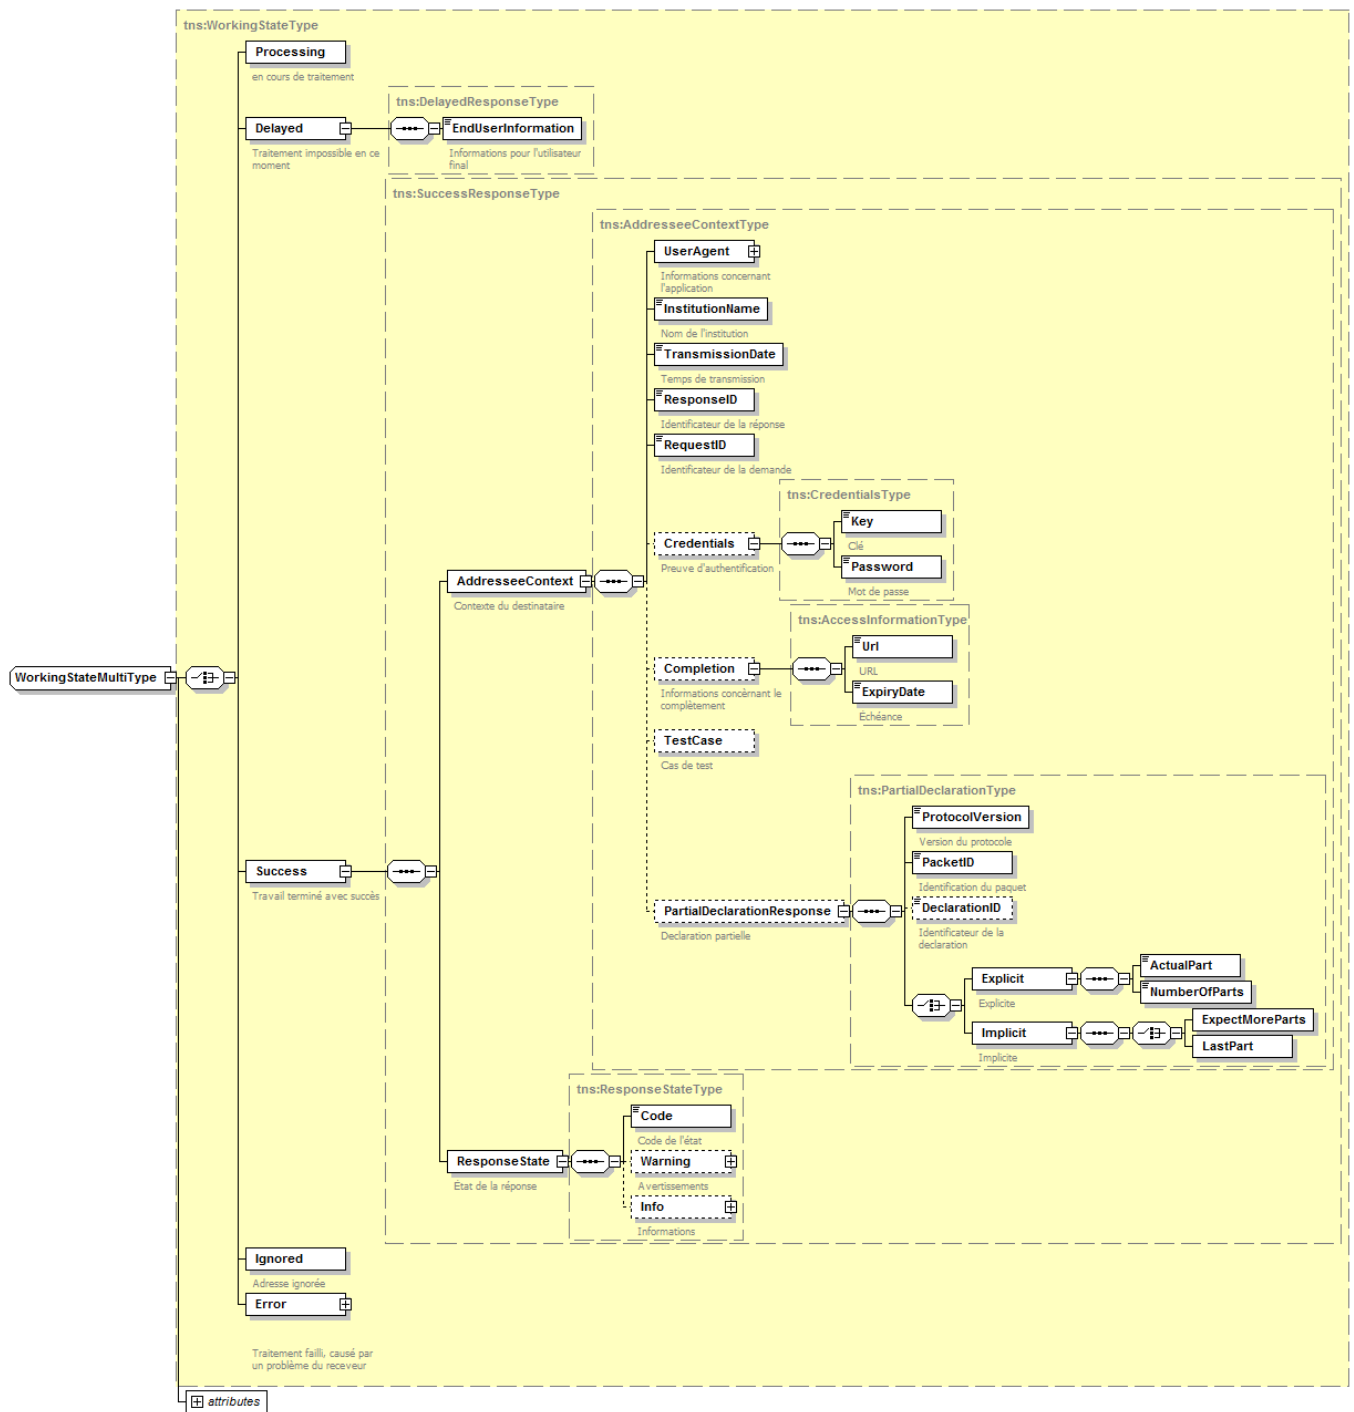 tns:WorkingStateType
Processing
en cours de traitement
tns:DelayedResponseType
Delayed
EndUserInformation
Traitement impossible en ce
moment
Informations pour l'utilisateur
final
tns:SuccessResponseType
tns:AddresseeContextType
UserAgent
Informations concernant
l'application
InstitutionName
Nom de l'institution
TransmissionDate
Temps de transmission
ResponseID
Identificateur de la réponse
RequestID
Identificateur de la demande
tns:CredentialsType
Key
Clé
Credentials
Preuve d'authentification
Password
Mot de passe
AddresseeContext
Contexte du destinataire
tns:AccessInformationType
Url
URL
Completion
Informations concèrnant le
complètement
ExpiryDate
Échéance
WorkingStateMultiType
TestCase
Cas de test
tns:PartialDeclarationType
ProtocolVersion
Version du protocole
PacketID
Identification du paquet
Success
Travail terminé avec succès
PartialDeclarationResponse
Declaration partielle
DeclarationID
Identificateur de la
declaration
Explicit
Explicite
ActualPart
NumberOfParts
Implicit
Implicite
ExpectMoreParts
LastPart
tns:ResponseStateType
Code
Code de l'état
ResponseState
État de la réponse
Warning
Avertissements
Info
Informations
Ignored
Adresse ignorée
Error
Traitement failli, causé par
un problème du receveur
attributes